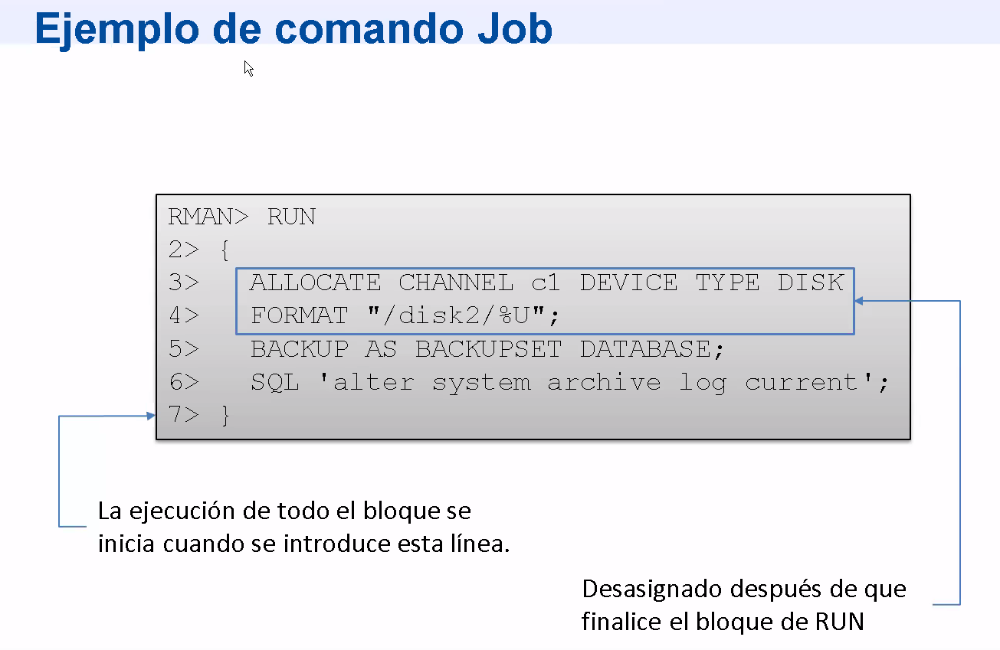 Ejemplo de comando Job
RMAN> RUN
2> {
3> ALLOCATE CHANNEL c1 DEVICE TYPE DISK
4> FORMAT "/disk2/%U";
5> BACKUP AS BACKUPSET DATABASE;
6> SQL 'alter system archive log current';
7> }
La ejecución de todo el bloque se
inicia cuando se introduce esta línea.
Desasignado después de que
finalice el bloque de RUN